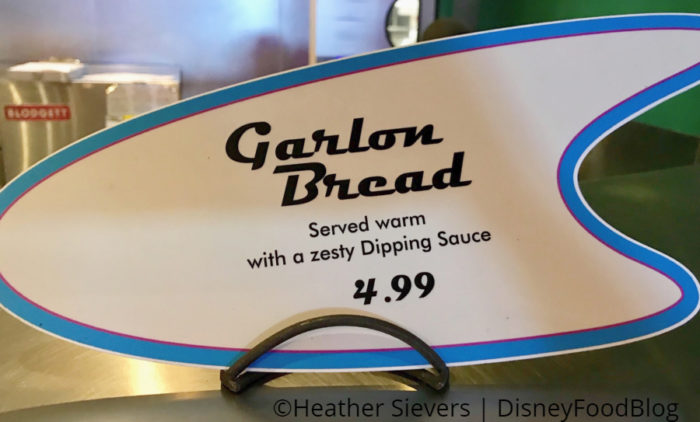 BLODGETT
Garlon
Bread
Served warm
with a zesty Dipping Sauce
4.99
©Heather Sievers | DisneyFoodBlog